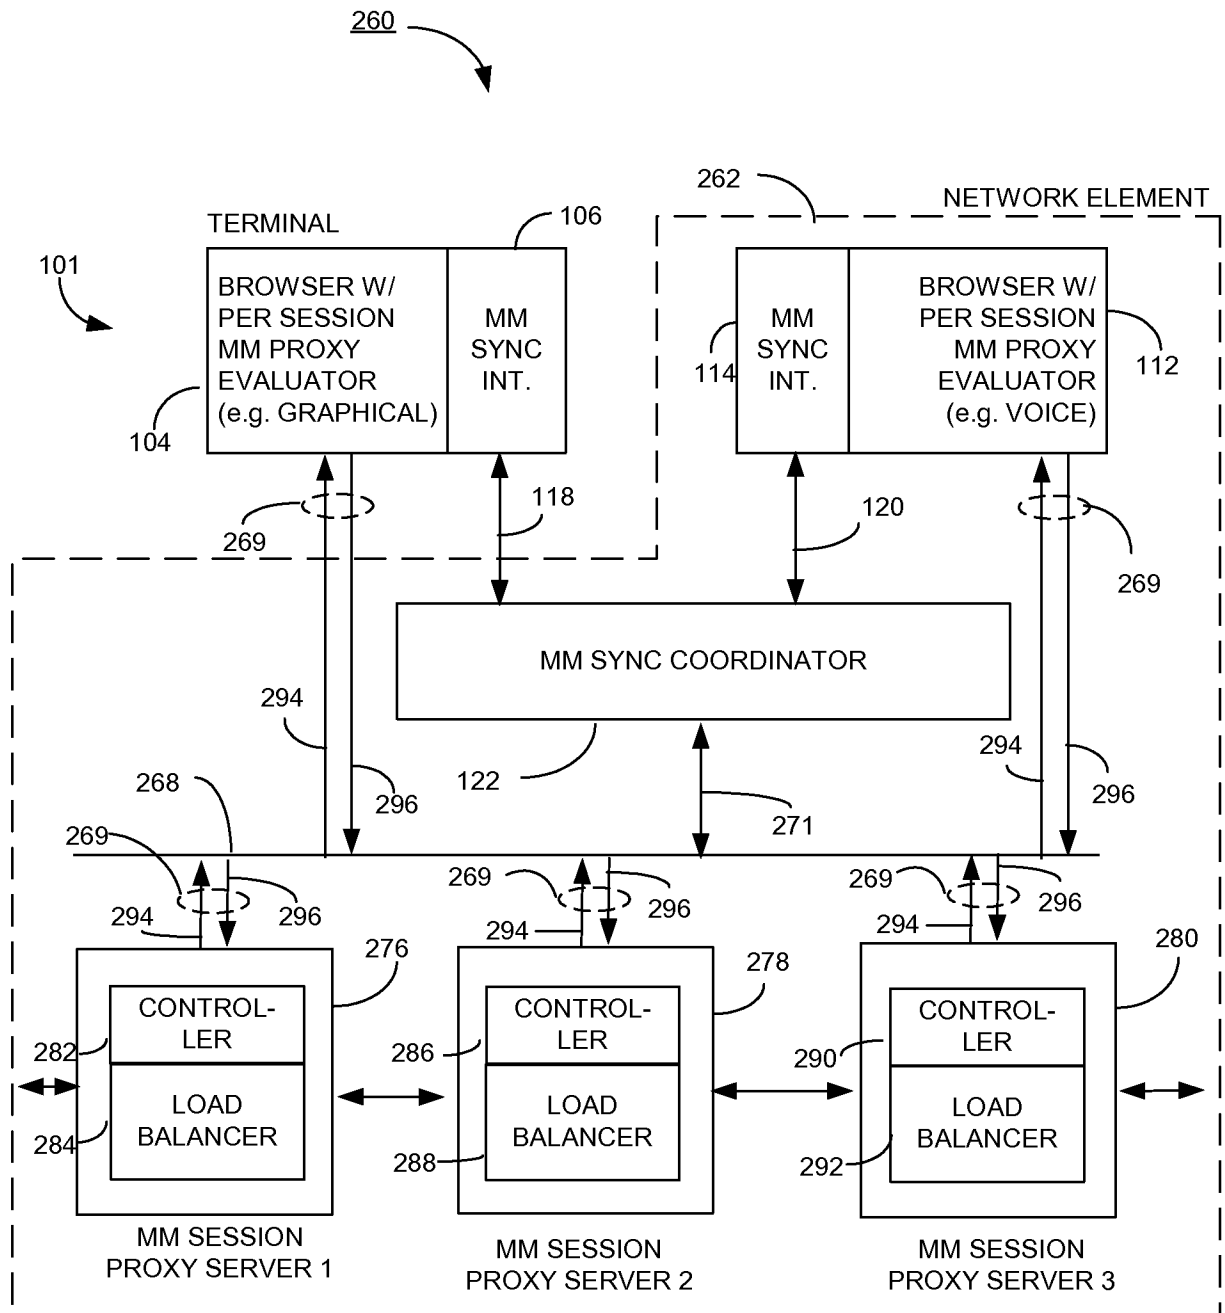 260
262
NETWORK ELEMENT
TERMINAL
106
101
BROWSER W/
PER SESSION
MM PROXY
EVALUATOR
(e.g. GRAPHICAL)
MM
SYNC
INT.
104
MM
SYNC
INT.
114
BROWSER W/
PER SESSION
MM PROXY
EVALUATOR
(e.g. VOICE)
112
269
118
120
269
MM SYNC COORDINATOR
294
296
122
271
294
296
268
269
294
296
269
294
296
269
294
296
276
278
280
CONTROL-
LER
LOAD
BALANCER
282
284
CONTROL-
LER
LOAD
BALANCER
286
288
CONTROL-
LER
LOAD
BALANCER
290
292
MM SESSION
PROXY SERVER 1
MM SESSION
PROXY SERVER 2
MM SESSION
PROXY SERVER 3